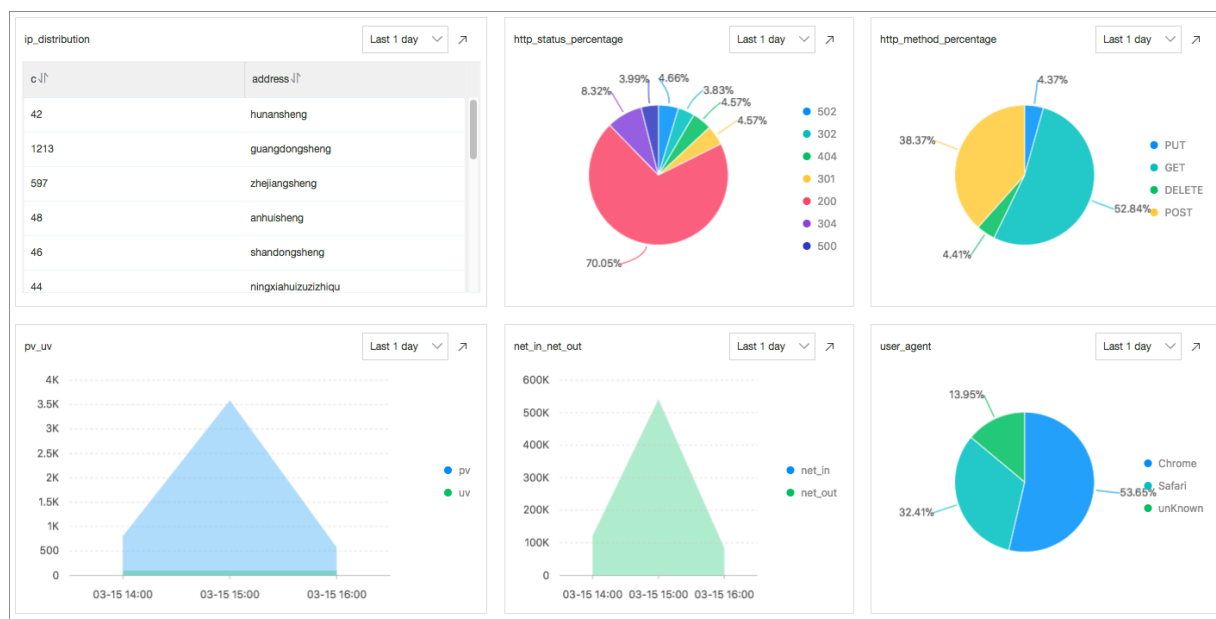 ip_distribution
Last 1 day
c
address
42
hunansheng
1213
guangdongsheng
597
zhejiangsheng
48
anhuisheng
46
shandongsheng
44
ningxiahuizuzizhiqu
http_status_percentage
Last 1 day
3.99%
4.66%
8.32%
3.83%
4.57%
4.57%
70.05%
502
302
404
301
200
304
500
http_method_percentage
Last 1 day
4.37%
38.37%
52.84%
4.41%
PUT
GET
DELETE
POST
pv_uv
Last 1 day
4K
3.5K
3K
2.5K
2K
1.5K
1K
500
0
03-15 14:00
03-15 15:00
03-15 16:00
pv
uv
net_in_net_out
Last 1 day
600K
500K
400K
300K
200K
100K
0
03-15 14:00
03-15 15:00
03-15 16:00
net_in
net_out
user_agent
Last 1 day
13.95%
32.41%
53.65%
Chrome
Safari
unKnown